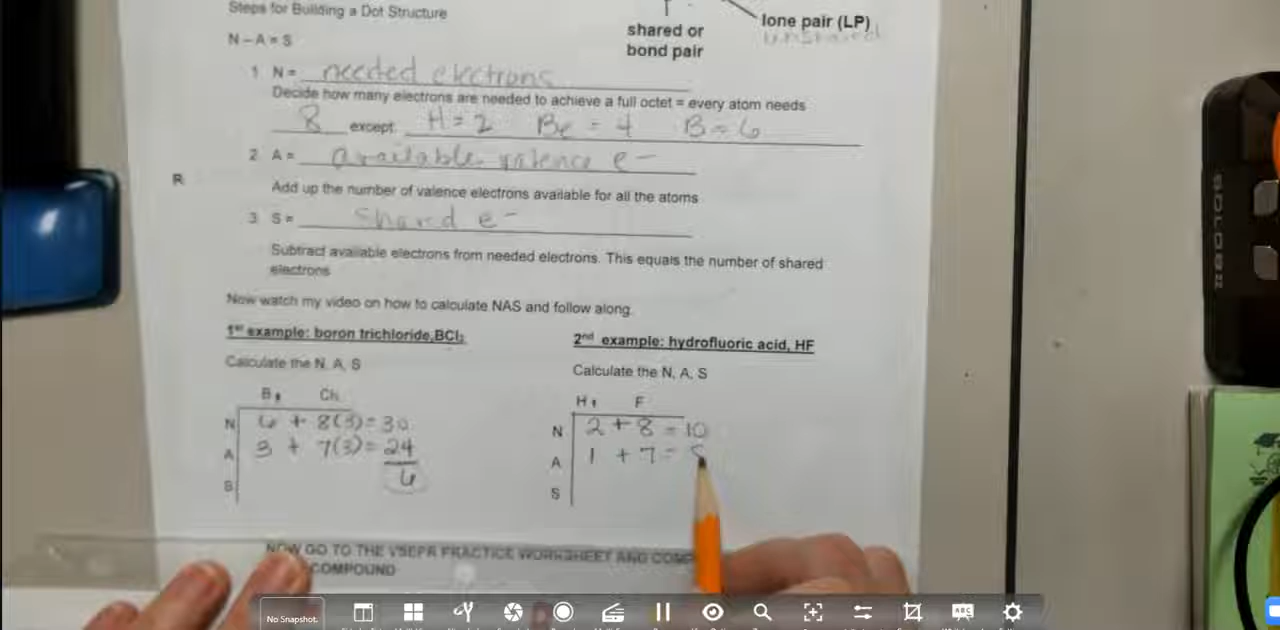 Steps for Building a Dot Structure
lone pair (LP)
unshared
shared or
bond pair
N – A = S
1 N = needed electrons
Decide how many electrons are needed to achieve a full octet = every atom needs
8 except: H = 2 Be = 4 B = 6
2 A = available valence e-
R
Add up the number of valence electrons available for all the atoms
3 S = shared e-
Subtract available electrons from needed electrons. This equals the number of shared
electrons
Now watch my video on how to calculate NAS and follow along.
1st example: boron trichloride, BCl3
2nd example: hydrofluoric acid, HF
Calculate the N, A, S
Calculate the N, A, S
B1 Cl3
H1 F
N 6 + 8(3) = 30
N 2 + 8 = 10
A 3 + 7(3) = 24
A 1 + 7 = 8
S 6
S
NOW GO TO THE VSEPR PRACTICE WORKSHEET AND
COMPOUND
No Snapshot.
ABC